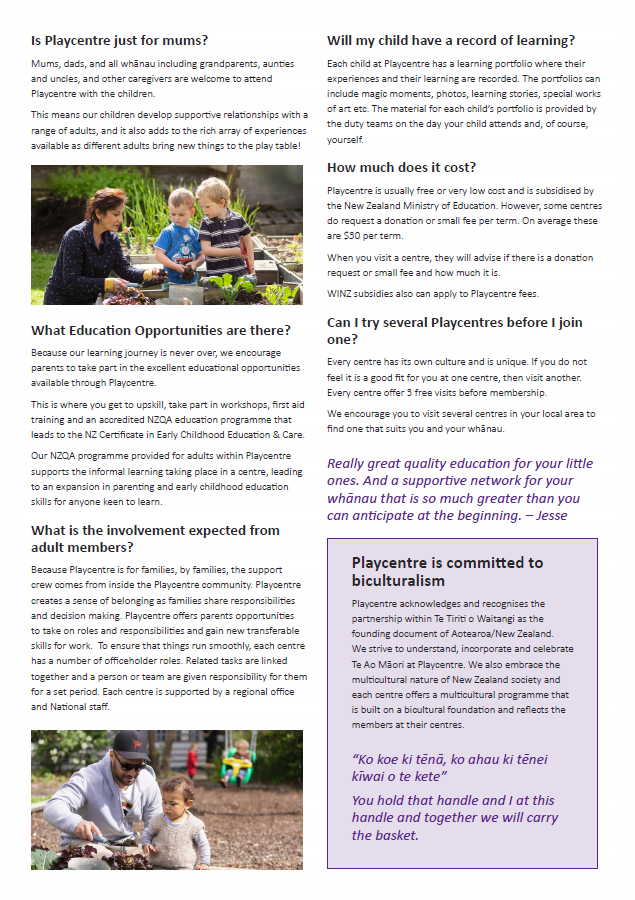 Is Playcentre just for mums?
Mums, dads, and all whānau including grandparents, aunties
and uncles, and other caregivers are welcome to attend
Playcentre with the children.
This means our children develop supportive relationships with a
range of adults, and it also adds to the rich array of experiences
available as different adults bring new things to the play table!
What Education Opportunities are there?
Because our learning journey is never over, we encourage
parents to take part in the excellent educational opportunities
available through Playcentre.
This is where you get to upskill, take part in workshops, first aid
training and an accredited NZQA education programme that
leads to the NZ Certificate in Early Childhood Education & Care.
Our NZQA programme provided for adults within Playcentre
supports the informal learning taking place in a centre, leading
to an expansion in parenting and early childhood education
skills for anyone keen to learn.
What is the involvement expected from
adult members?
Because Playcentre is for families, by families, the support
crew comes from inside the Playcentre community. Playcentre
creates a sense of belonging as families share responsibilities
and decision making. Playcentre offers parents opportunities
to take on roles and responsibilities and gain new transferable
skills for work. To ensure that things run smoothly, each centre
has a number of officeholder roles. Related tasks are linked
together and a person or team are given responsibility for them
for a set period. Each centre is supported by a regional office
and National staff.
Will my child have a record of learning?
Each child at Playcentre has a learning portfolio where their
experiences and their learning are recorded. The portfolios can
include magic moments, photos, learning stories, special works
of art etc. The material for each child's portfolio is provided by
the duty teams on the day your child attends and, of course,
yourself.
How much does it cost?
Playcentre is usually free or very low cost and is subsidised by
the New Zealand Ministry of Education. However, some centres
do request a donation or small fee per term. On average these
are $30 per term.
When you visit a centre, they will advise if there is a donation
request or small fee and how much it is.
WINZ subsidies also can apply to Playcentre fees.
Can I try several Playcentres before I join
one?
Every centre has its own culture and is unique. If you do not
feel it is a good fit for you at one centre, then visit another.
Every centre offer 3 free visits before membership.
We encourage you to visit several centres in your local area to
find one that suits you and your whānau.
Really great quality education for your little
ones. And a supportive network for your
whānau that is so much greater than you
can anticipate at the beginning. – Jesse
Playcentre is committed to
biculturalism
Playcentre acknowledges and recognises the
partnership within Te Tiriti o Waitangi as the
founding document of Aotearoa/New Zealand.
We strive to understand, incorporate and celebrate
Te Ao Māori at Playcentre. We also embrace the
multicultural nature of New Zealand society and
each centre offers a multicultural programme that
is built on a bicultural foundation and reflects the
members at their centres.
“Ko koe ki tēnā, ko ahau ki tēnei
kīwai o te kete”
You hold that handle and I at this
handle and together we will carry
the basket.